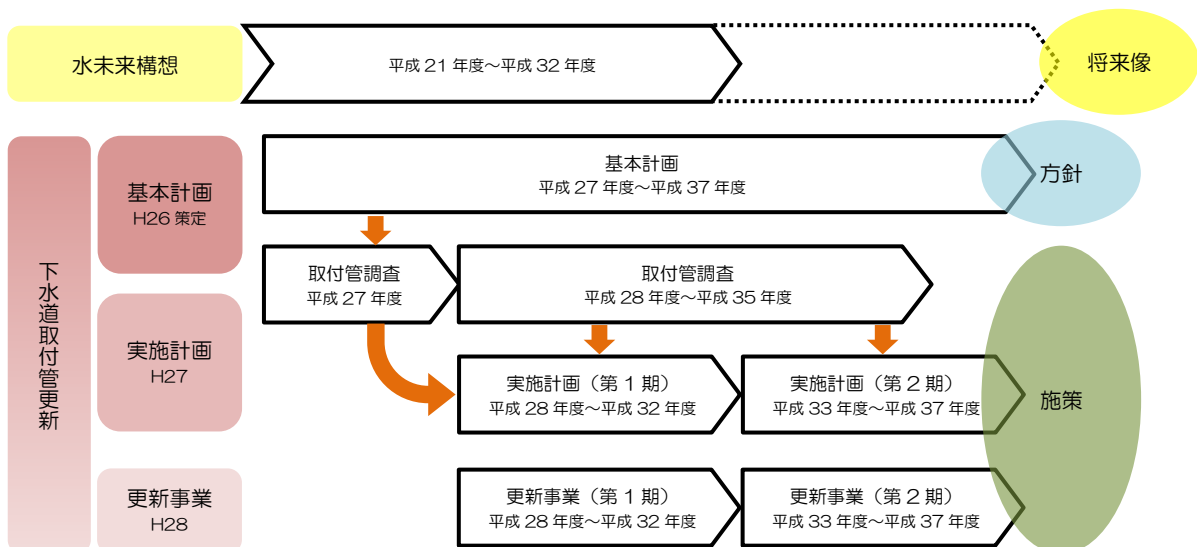 水未来構想
平成 21 年度～平成 32 年度
将来像
下水道取付管更新
基本計画
H26 策定
基本計画
平成 27 年度～平成 37 年度
方針
取付管調査
平成 27 年度
取付管調査
平成 28 年度～平成 35 年度
実施計画
H27
実施計画（第 1 期）
平成 28 年度～平成 32 年度
実施計画（第 2 期）
平成 33 年度～平成 37 年度
施策
更新事業
H28
更新事業（第 1 期）
平成 28 年度～平成 32 年度
更新事業（第 2 期）
平成 33 年度～平成 37 年度